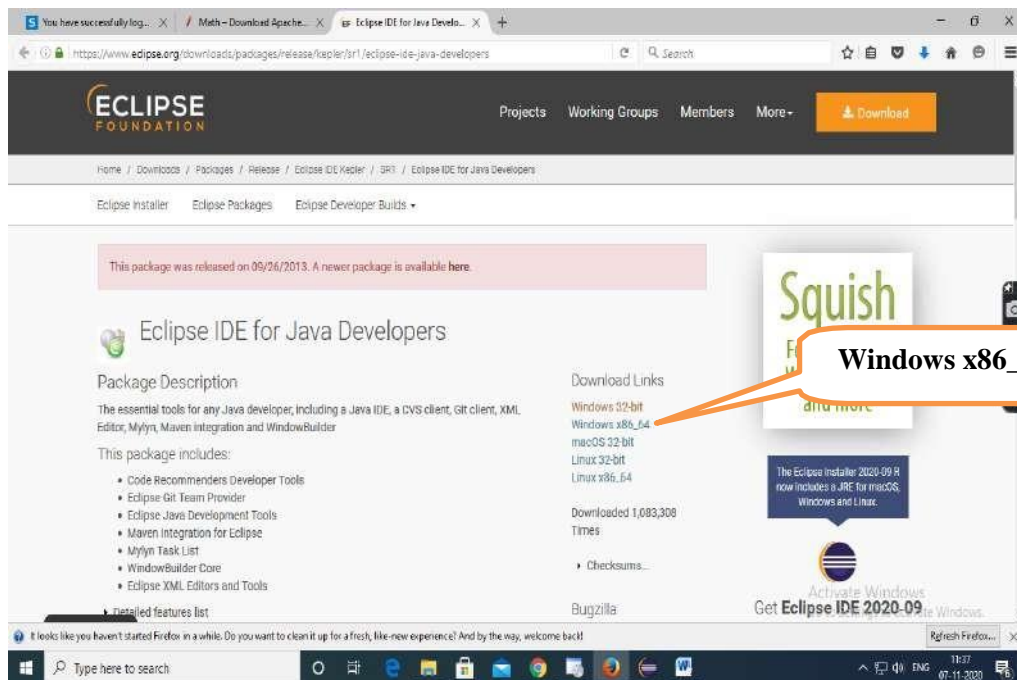 You have successfully log...
Math – Download Apache...
Eclipse IDE for Java Develo...
https://www.eclipse.org/downloads/packages/release/kepler/sr1/eclipse-ide-java-developers
Search
ECLIPSE
FOUNDATION
Projects
Working Groups
Members
More
Download
Home / Downloads / Packages / Release / Eclipse IDE Kepler / SR1 / Eclipse IDE for Java Developers
Eclipse Installer
Eclipse Packages
Eclipse Developer Builds
This package was released on 09/26/2013. A newer package is available here.
Eclipse IDE for Java Developers
Package Description
The essential tools for any Java developer, including a Java IDE, a CVS client, Git client, XML
Editor, Mylyn, Maven integration and WindowBuilder
This package includes:
Code Recommenders Developer Tools
Eclipse Git Team Provider
Eclipse Java Development Tools
Maven Integration for Eclipse
Mylyn Task List
WindowBuilder Core
Eclipse XML Editors and Tools
Detailed features list
Download Links
Windows 32-bit
Windows x86_64
macOS 32-bit
Linux 32-bit
Linux x86_64
Downloaded 1,083,308
Times
Checksums...
Bugzilla
Squish
Windows x86_
and more
The Eclipse Installer 2020-09 R
now includes a JRE for macOS,
Windows and Linux.
Activate Windows
Get Eclipse IDE 2020-09
Windows.
It looks like you haven't started Firefox in a while. Do you want to clean it up for a fresh, like-new experience? And by the way, welcome back!
Refresh Firefox...
Type here to search
ENG
11:37
07-11-2020